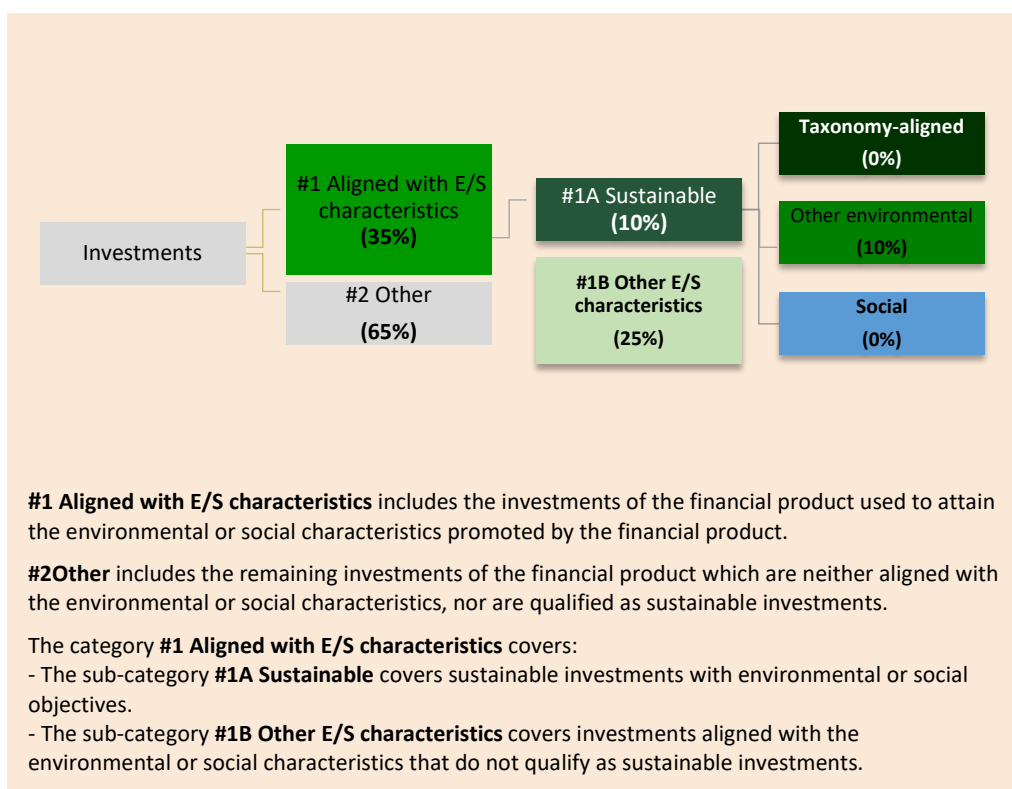 Investments
#1 Aligned with E/S
characteristics
(35%)
#2 Other
(65%)
#1A Sustainable
(10%)
#1B Other E/S
characteristics
(25%)
Taxonomy-aligned
(0%)
Other environmental
(10%)
Social
(0%)
#1 Aligned with E/S characteristics includes the investments of the financial product used to attain
the environmental or social characteristics promoted by the financial product.
#2Other includes the remaining investments of the financial product which are neither aligned with
the environmental or social characteristics, nor are qualified as sustainable investments.
The category #1 Aligned with E/S characteristics covers:
- The sub-category #1A Sustainable covers sustainable investments with environmental or social
objectives.
- The sub-category #1B Other E/S characteristics covers investments aligned with the
environmental or social characteristics that do not qualify as sustainable investments.